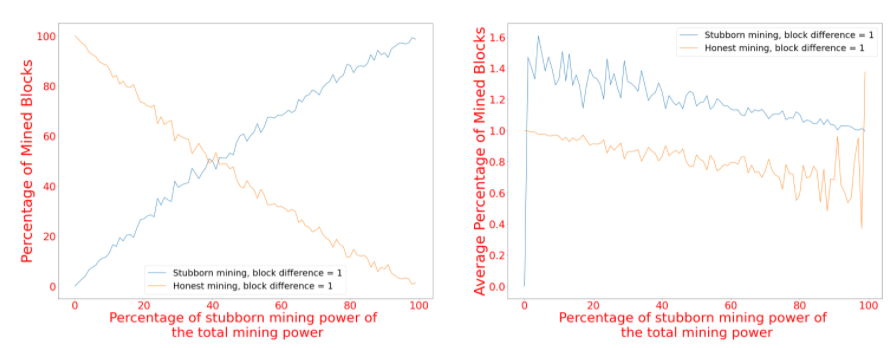 Percentage of Mined Blocks
100
80
60
40
20
0
Stubborn mining, block difference = 1
Honest mining, block difference = 1
0 20 40 60 80 100
Percentage of stubborn mining power of
the total mining power
Average Percentage of Mined Blocks
1.6
1.4
1.2
1.0
0.8
0.6
0.4
0.2
0.0
Stubborn mining, block difference = 1
Honest mining, block difference = 1
0 20 40 60 80 100
Percentage of stubborn mining power of
the total mining power